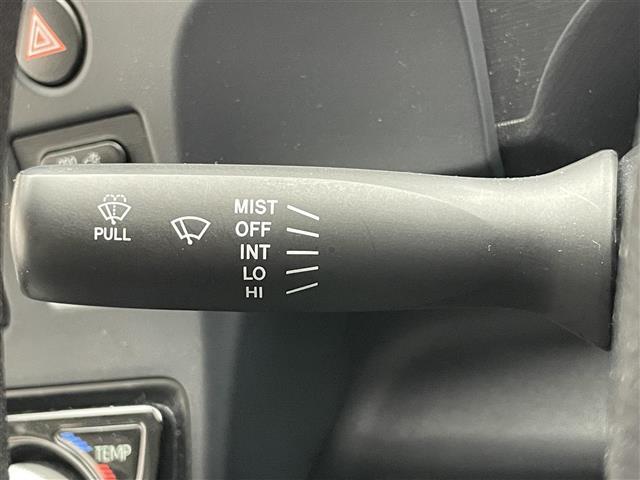 MIST
OFF
INT
LO
HI
PULL
TEMP